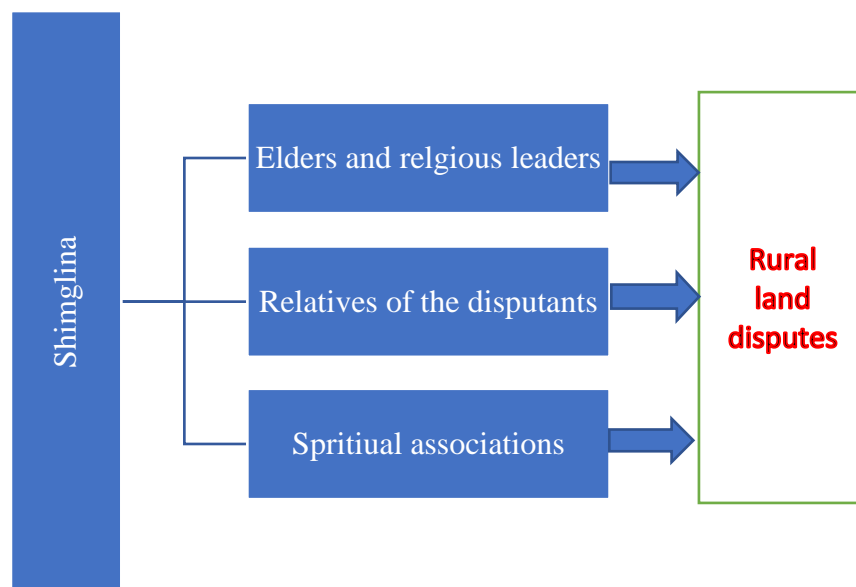 Shimglina
Elders and relgious leaders
Relatives of the disputants
Spritiual associations
Rural
land
disputes